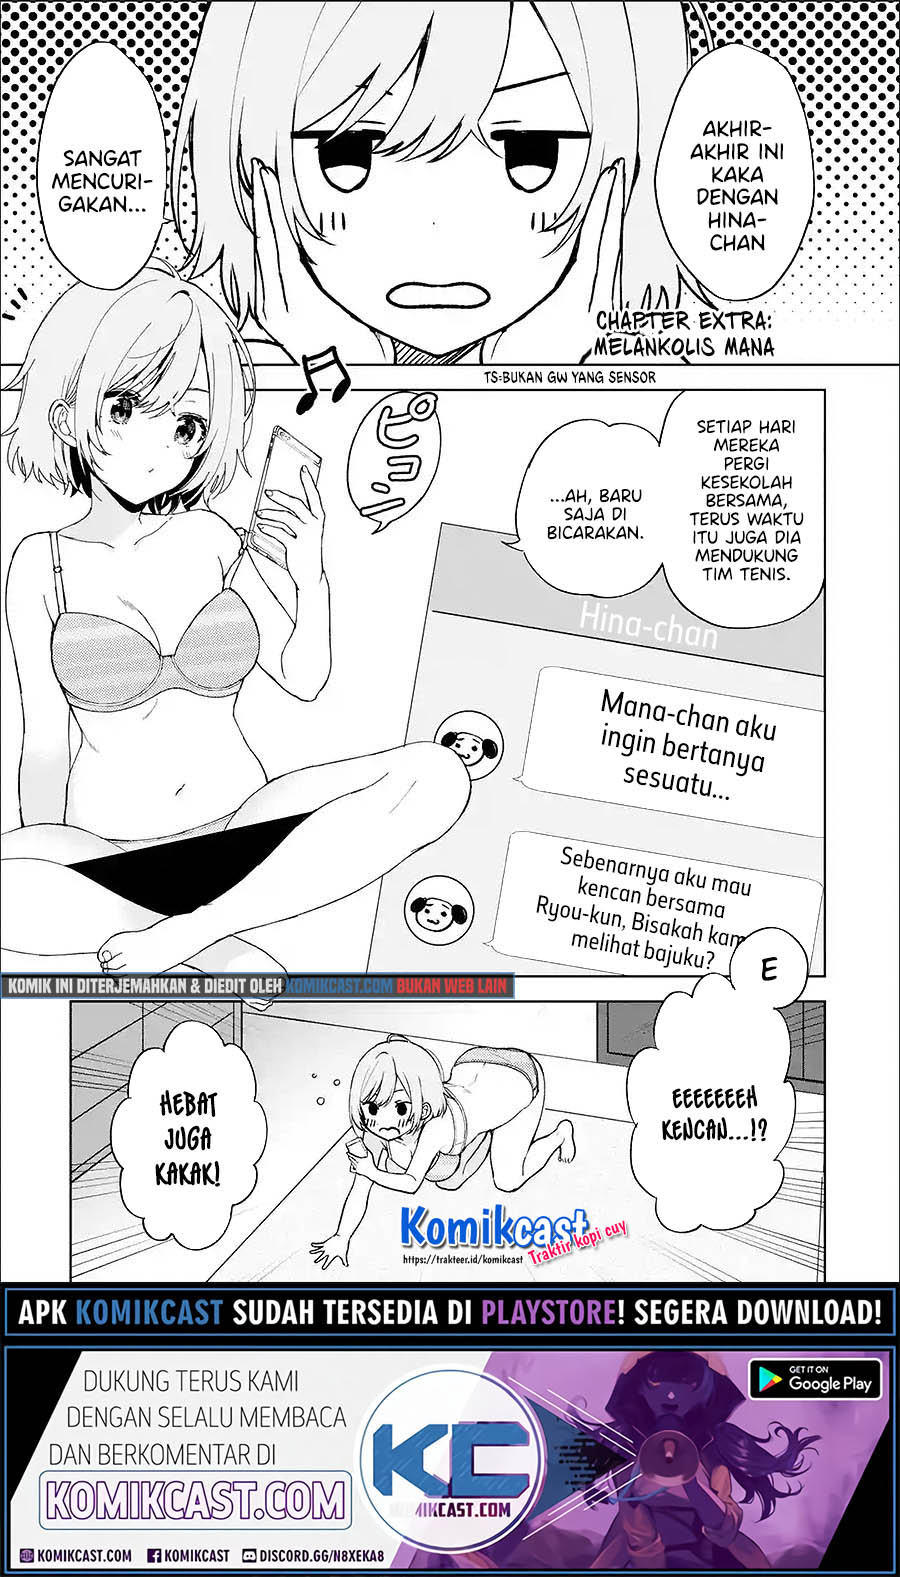 AKHIR-
AKHIR INI
KAKA
DENGAN
HINA-
CHAN
SANGAT
MENCURI-
GAKAN...
CHAPTER EXTRA:
MELANKOLIS MANA
TS:BUKAN GW YANG SENSOR
SETIAP HARI
MEREKA
PERGI
KESEKOLAH
BERSAMA,
TERUS WAKTU
ITU JUGA DIA
MENDUKUNG
TIM TENIS.
...AH, BARU
SAJA DI
BICARAKAN.
ピコン
Hina-chan
Mana-chan aku
ingin bertanya
sesuatu...
Sebenarnya aku mau
kencan bersama
Ryou-kun, Bisakah kam
melihat bajuku?
KOMIK INI DITERJEMAHKAN & DIEDIT OLEH KOMIKCAST.COM BUKAN WEB LAIN
E
EEEEEEEH
KENCAN...!?
HEBAT
JUGA
KAKAK!
Komikcast
Traktir kopi cuy
https://trakteer.id/komikcast
APK KOMIKCAST SUDAH TERSEDIA DI PLAYSTORE! SEGERA DOWNLOAD!
DUKUNG TERUS KAMI
DENGAN SELALU MEMBACA
DAN BERKOMENTAR DI
KOMIKCAST.COM
KOMIKCAST.COM KOMIKCAST DISCORD.GG/N8XEKA8
KC
KOMIKCAST.COM
GET IT ON
Google Play